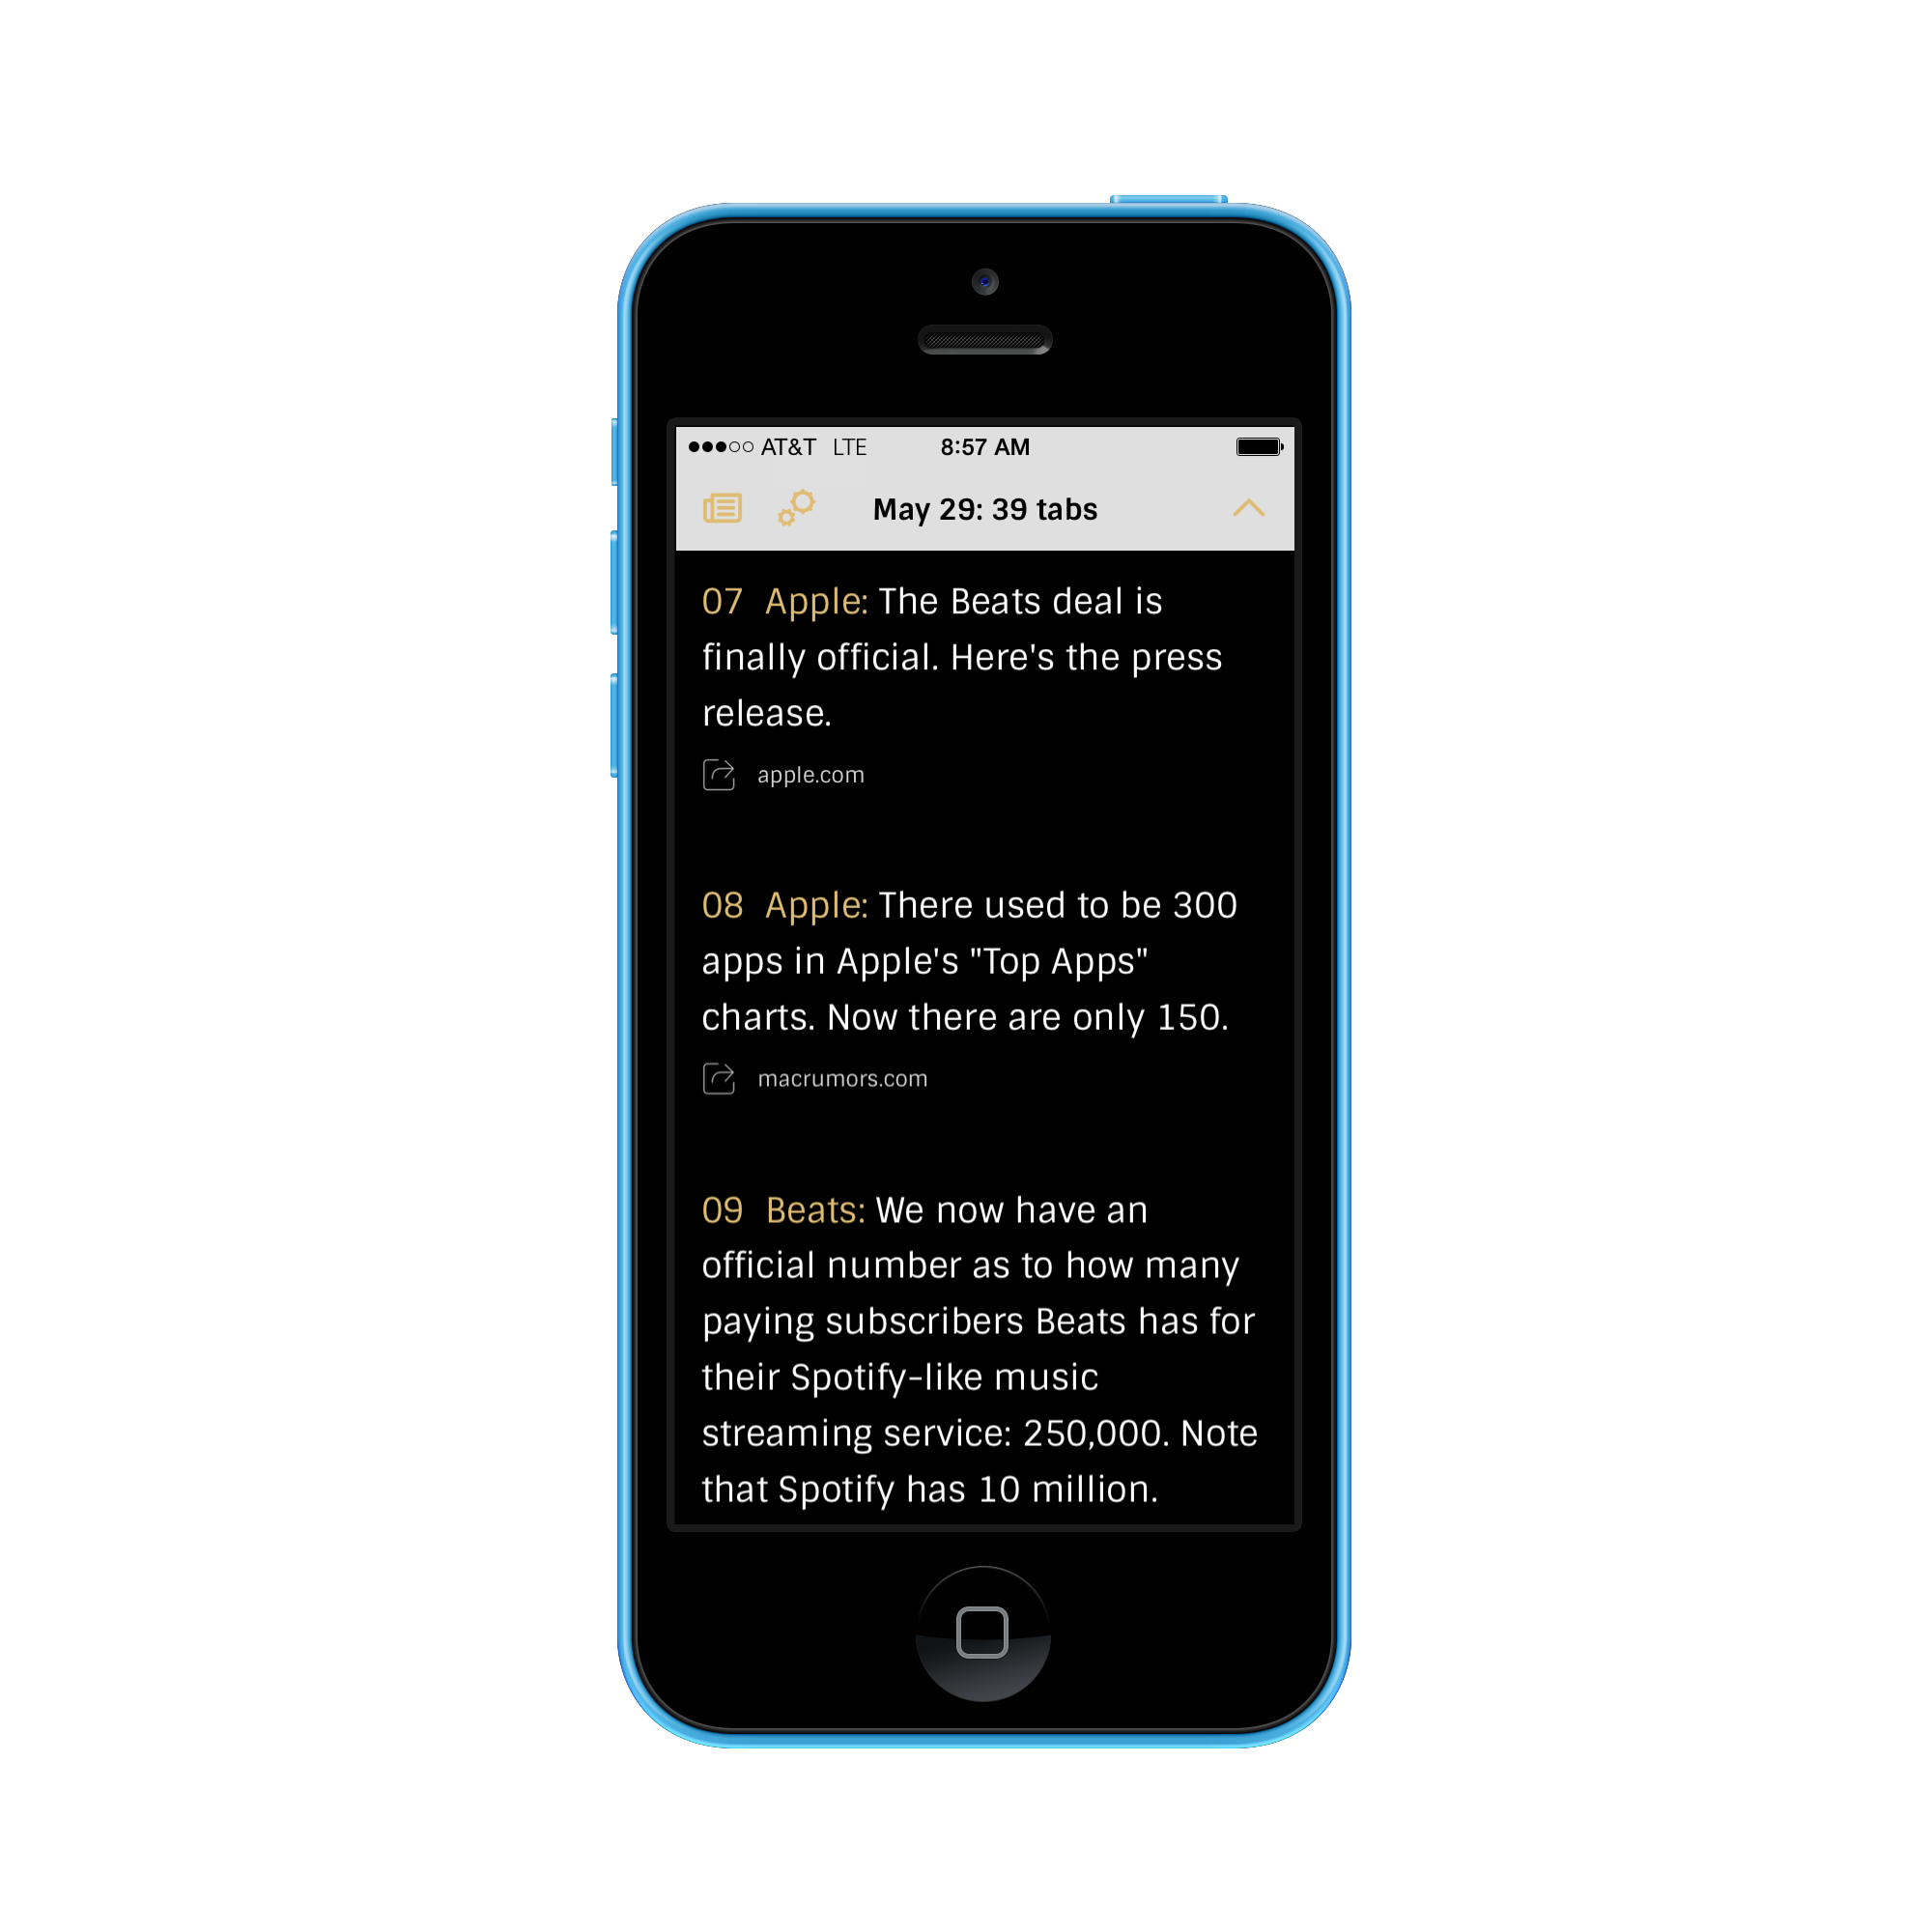 AT&T LTE 8:57 AM
May 29: 39 tabs
07 Apple: The Beats deal is
finally official. Here's the press
release.
apple.com
08 Apple: There used to be 300
apps in Apple's "Top Apps"
charts. Now there are only 150.
macrumors.com
09 Beats: We now have an
official number as to how many
paying subscribers Beats has for
their Spotify-like music
streaming service: 250,000. Note
that Spotify has 10 million.